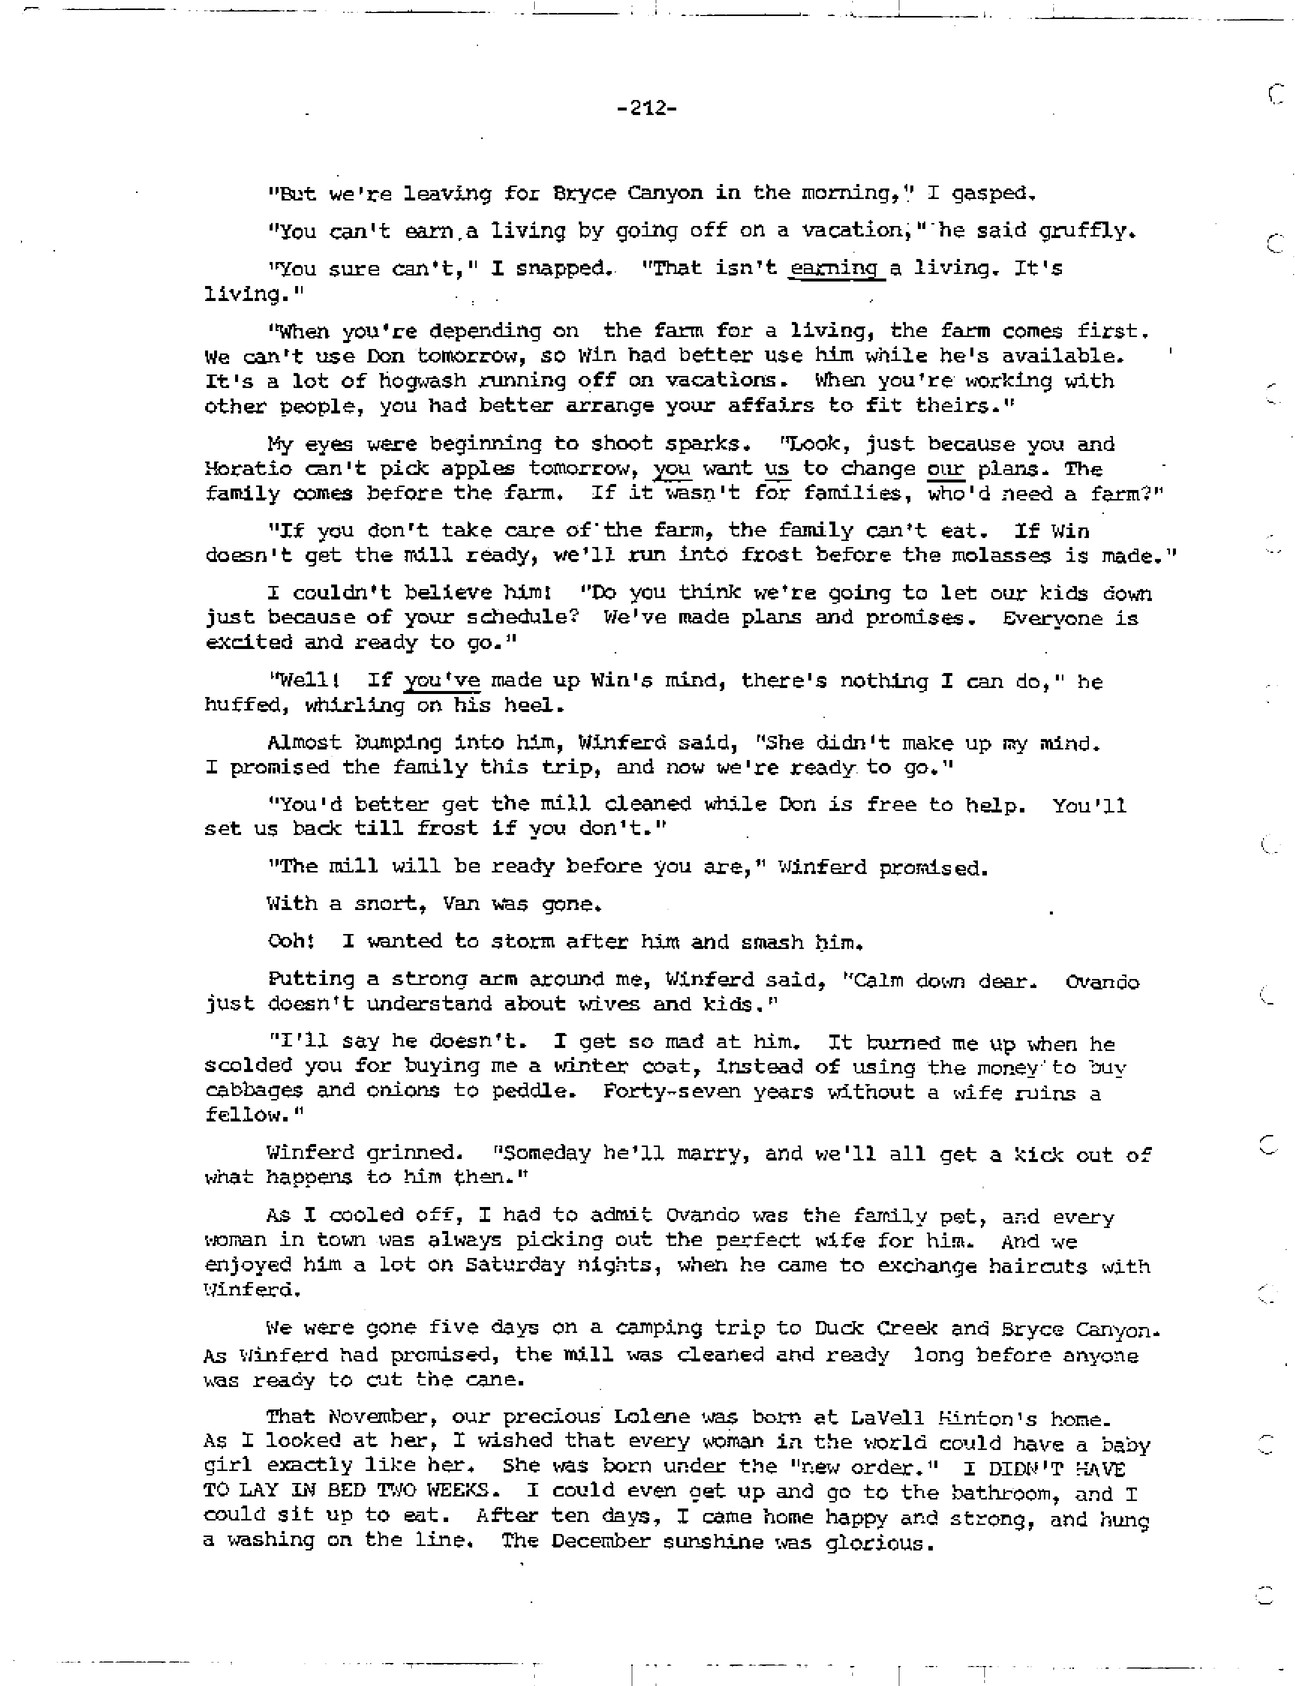 -212-
"But we're leaving for Bryce Canyon in the morning," I gasped.
"You can't earn a living by going off on a vacation," he said gruffly.
"You sure can't," I snapped. "That isn't earning a living. It's
living."
"When you're depending on the farm for a living, the farm comes first.
We can't use Don tomorrow, so Win had better use him while he's available.
It's a lot of hogwash running off on vacations. When you're working with
other people, you had better arrange your affairs to fit theirs."
My eyes were beginning to shoot sparks. "Look, just because you and
Horatio can't pick apples tomorrow, you want us to change our plans. The
family comes before the farm. If it wasn't for families, who'd need a farm?"
"If you don't take care of the farm, the family can't eat. If Win
doesn't get the mill ready, we'll run into frost before the molasses is made."
I couldn't believe him! "Do you think we're going to let our kids down
just because of your schedule? We've made plans and promises. Everyone is
excited and ready to go."
"Well! If you've made up Win's mind, there's nothing I can do," he
huffed, whirling on his heel.
Almost bumping into him, Winferd said, "She didn't make up my mind.
I promised the family this trip, and now we're ready to go."
"You'd better get the mill cleaned while Don is free to help. You'll
set us back till frost if you don't."
"The mill will be ready before you are," Winferd promised.
With a snort, Van was gone.
Ooh! I wanted to storm after him and smash him.
Putting a strong arm around me, Winferd said, "Calm down dear. Ovando
just doesn't understand about wives and kids."
"I'll say he doesn't. I get so mad at him. It burned me up when he
scolded you for buying me a winter coat, instead of using the money to buy
cabbages and onions to peddle. Forty-seven years without a wife ruins a
fellow."
Winferd grinned. "Someday he'll marry, and we'll all get a kick out of
what happens to him then."
As I cooled off, I had to admit Ovando was the family pet, and every
woman in town was always picking out the perfect wife for him. And we
enjoyed him a lot on Saturday nights, when he came to exchange haircuts with
Winferd.
We were gone five days on a camping trip to Duck Creek and Bryce Canyon.
As Winferd had promised, the mill was cleaned and ready long before anyone
was ready to cut the cane.
That November, our precious Lolene was born at LaVell Hinton's home.
As I looked at her, I wished that every woman in the world could have a baby
girl exactly like her. She was born under the "new order." I DIDN'T HAVE
TO LAY IN BED TWO WEEKS. I could even get up and go to the bathroom, and I
could sit up to eat. After ten days, I came home happy and strong, and hung
a washing on the line. The December sunshine was glorious.